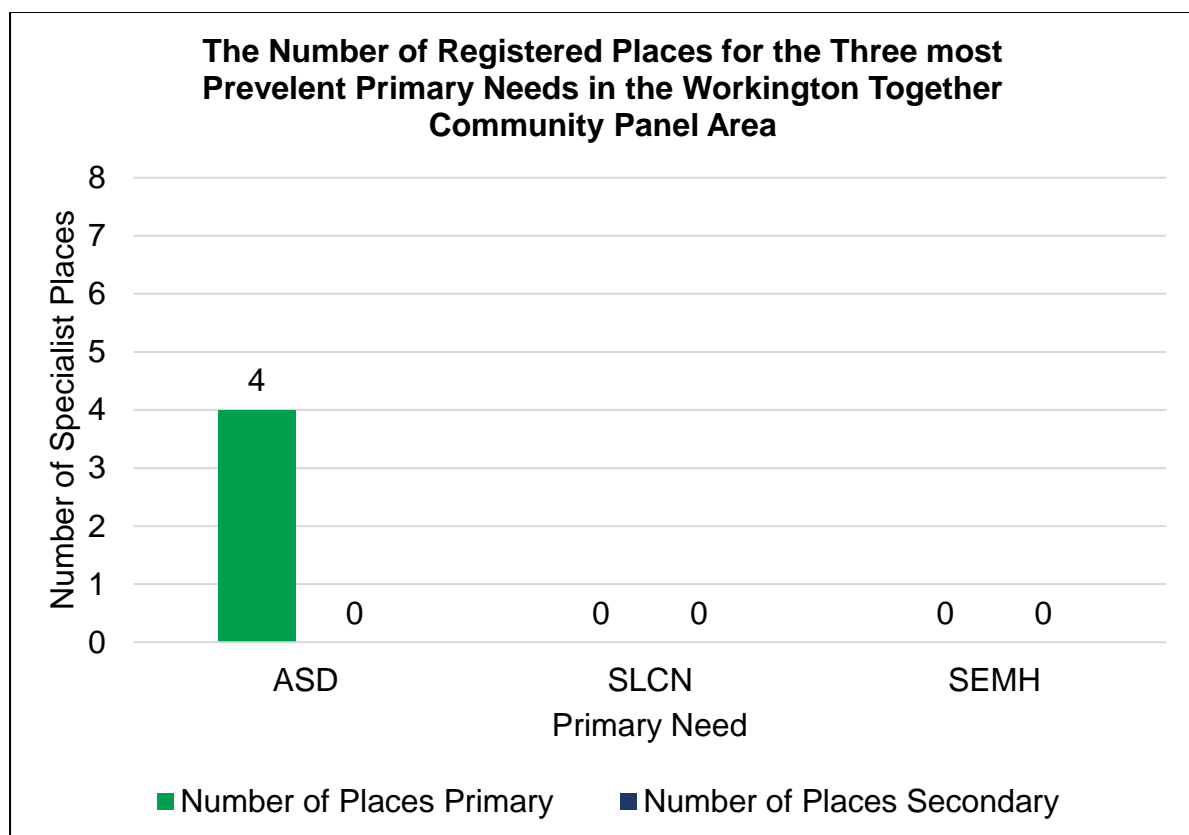 The Number of Registered Places for the Three most
Prevelent Primary Needs in the Workington Together
Community Panel Area
Number of Specialist Places
8
7
6
5
4
3
2
1
0
4
0
0
0
0
0
ASD
SLCN
SEMH
Primary Need
Number of Places Primary
Number of Places Secondary